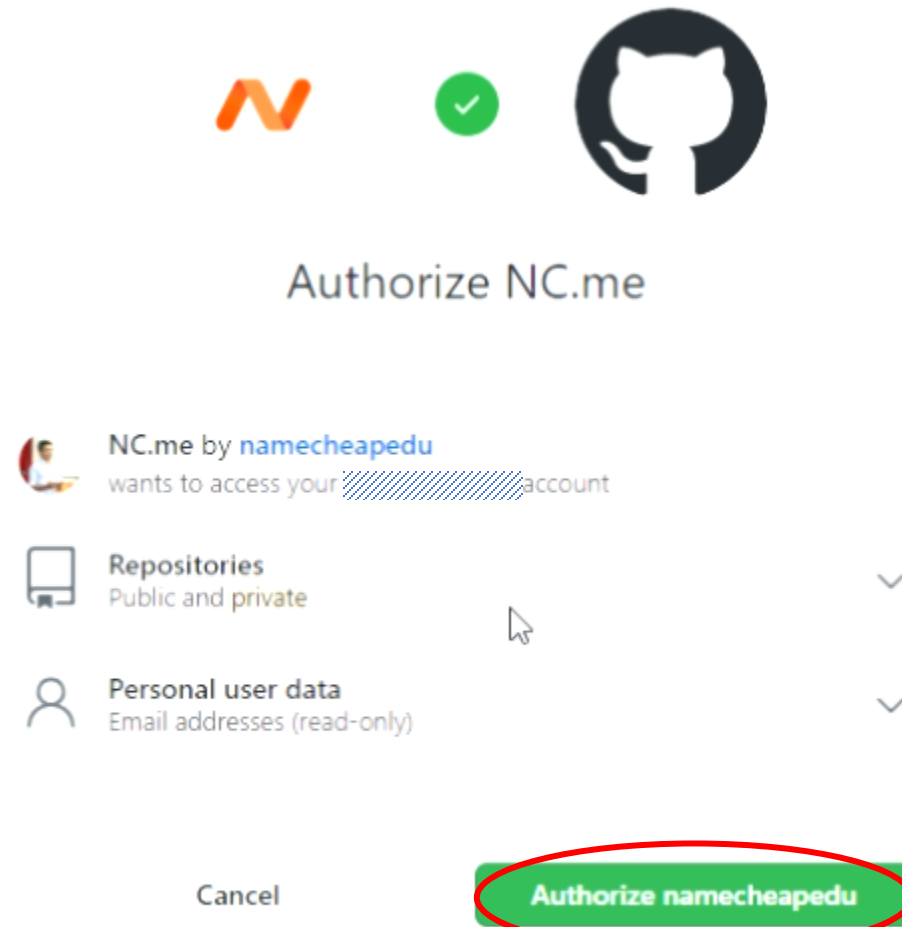 Authorize NC.me
NC.me by namecheapedu
wants to access your account
Repositories
Public and private
Personal user data
Email addresses (read-only)
Cancel
Authorize namecheapedu